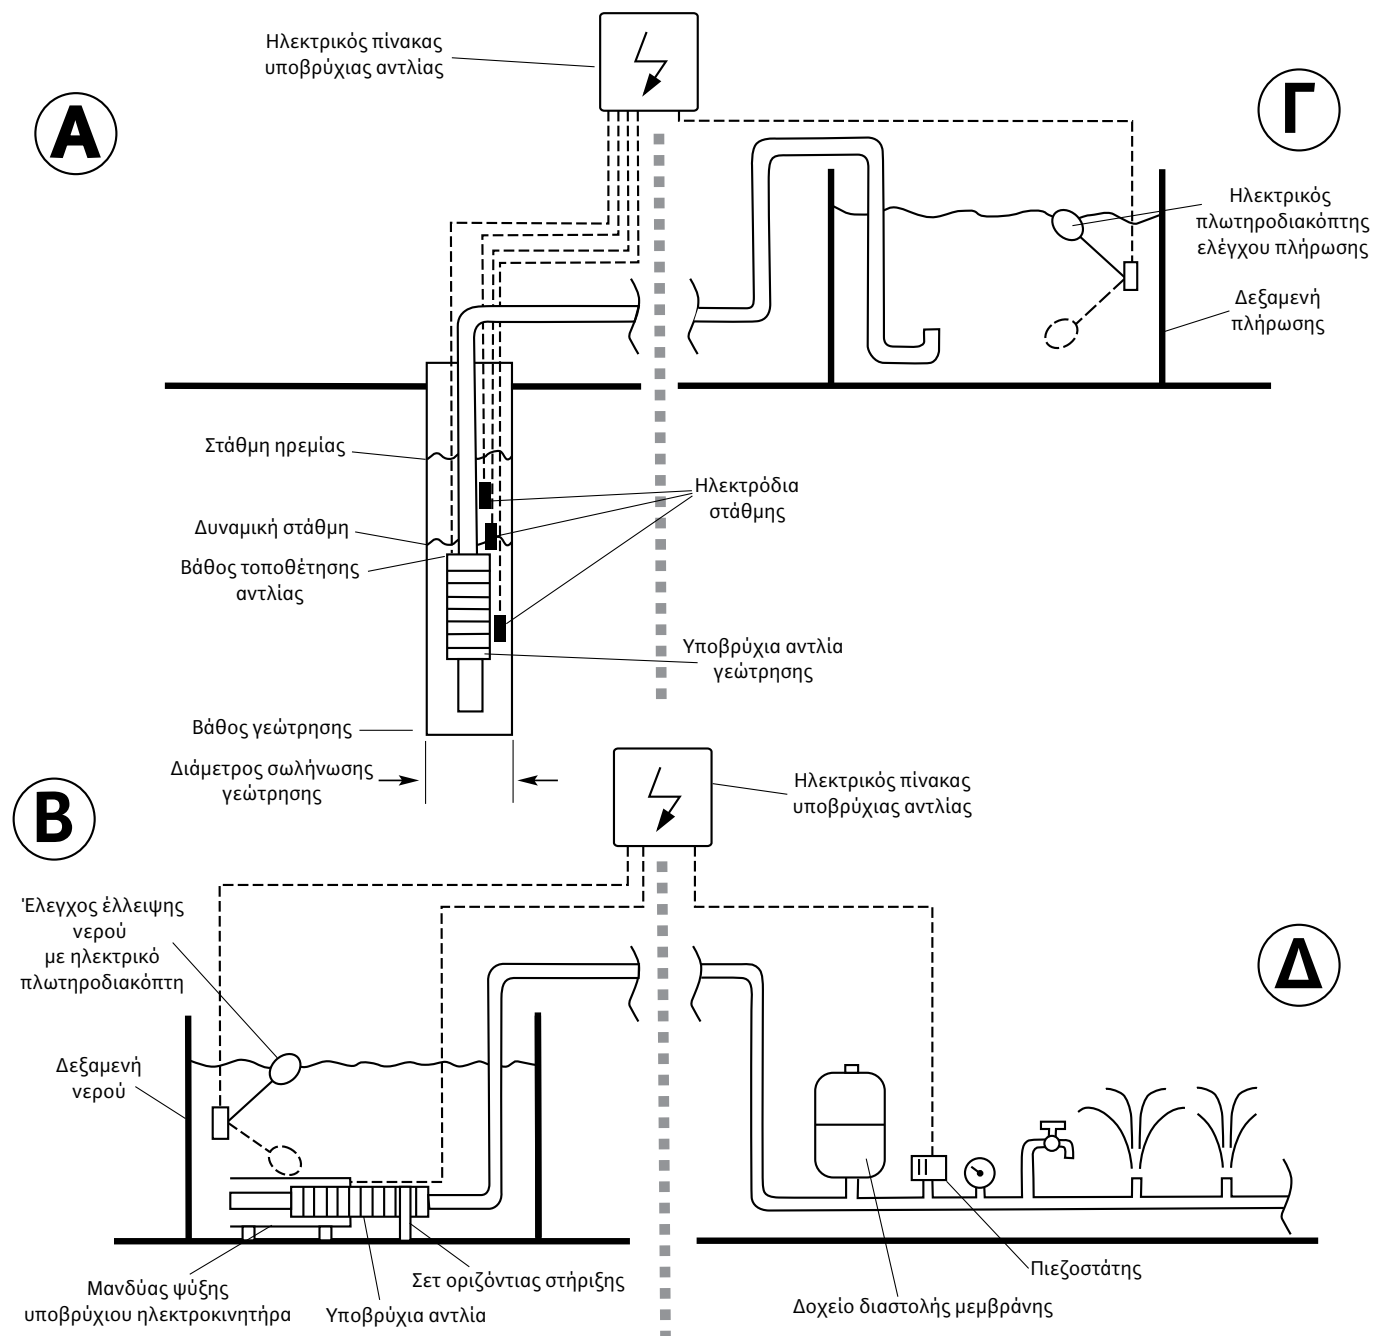 Ηλεκτρικός πίνακας
υποβρύχιας αντλίας
Α
Γ
Ηλεκτρικός
πλωτηροδιακόπτης
ελέγχου πλήρωσης
Δεξαμενή
πλήρωσης
Στάθμη ηρεμίας
Ηλεκτρόδια
στάθμης
Δυναμική στάθμη
Βάθος τοποθέτησης
αντλίας
Υποβρύχια αντλία
γεώτρησης
Βάθος γεώτρησης
Διάμετρος σωλήνωσης
γεώτρησης
Ηλεκτρικός πίνακας
υποβρύχιας αντλίας
Β
Έλεγχος έλλειψης
νερού
με ηλεκτρικό
πλωτηροδιακόπτη
Δ
Δεξαμενή
νερού
Μανδύας ψύξης
υποβρύχιου ηλεκτροκινητήρα
Υποβρύχια αντλία
Σετ οριζόντιας στήριξης
Πιεζοστάτης
Δοχείο διαστολής μεμβράνης